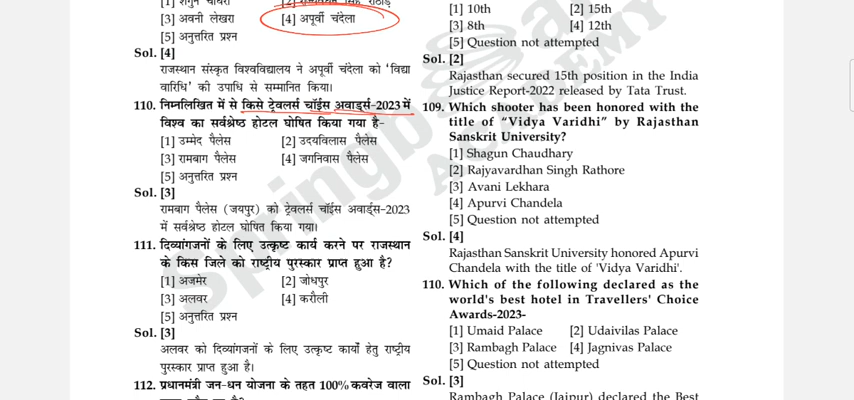 [1] शगुन चौधरी [2] राज्यवर्धन सिंह राठौड़
[3] अवनी लेखरा [4] अपूर्वी चंदेला
[5] अनुत्तरित प्रश्न
Sol. [4]
राजस्थान संस्कृत विश्वविद्यालय ने अपूर्वी चंदेला को 'विद्या
वारिधि' की उपाधि से सम्मानित किया।
110. निम्नलिखित में से किसे ट्रेवलर्स चॉईस अवार्ड्स-2023 में
विश्व का सर्वश्रेष्ठ होटल घोषित किया गया है-
[1] उम्मेद पैलेस [2] उदयविलास पैलेस
[3] रामबाग पैलेस [4] जगनिवास पैलेस
[5] अनुत्तरित प्रश्न
Sol. [3]
रामबाग पैलेस (जयपुर) को ट्रेवलर्स चॉईस अवार्ड्स-2023
में सर्वश्रेष्ठ होटल घोषित किया गया।
111. दिव्यांगजनों के लिए उत्कृष्ट कार्य करने पर राजस्थान
के किस जिले को राष्ट्रीय पुरस्कार प्राप्त हुआ है?
[1] अजमेर [2] जोधपुर
[3] अलवर [4] करौली
[5] अनुत्तरित प्रश्न
Sol. [3]
अलवर को दिव्यांगजनों के लिए उत्कृष्ट कार्यों हेतु राष्ट्रीय
पुरस्कार प्राप्त हुआ है।
112. प्रधानमंत्री जन-धन योजना के तहत 100% कवरेज वाला
[1] 10th [2] 15th
[3] 8th [4] 12th
[5] Question not attempted
Sol. [2]
Rajasthan secured 15th position in the India
Justice Report-2022 released by Tata Trust.
109. Which shooter has been honored with the
title of “Vidya Varidhi” by Rajasthan
Sanskrit University?
[1] Shagun Chaudhary
[2] Rajyavardhan Singh Rathore
[3] Avani Lekhara
[4] Apurvi Chandela
[5] Question not attempted
Sol. [4]
Rajasthan Sanskrit University honored Apurvi
Chandela with the title of 'Vidya Varidhi'.
110. Which of the following declared as the
world's best hotel in Travellers' Choice
Awards-2023-
[1] Umaid Palace [2] Udaivilas Palace
[3] Rambagh Palace [4] Jagnivas Palace
[5] Question not attempted
Sol. [3]
Rambagh Palace (Jaipur) declared the Best
Springboard
ACADEMY